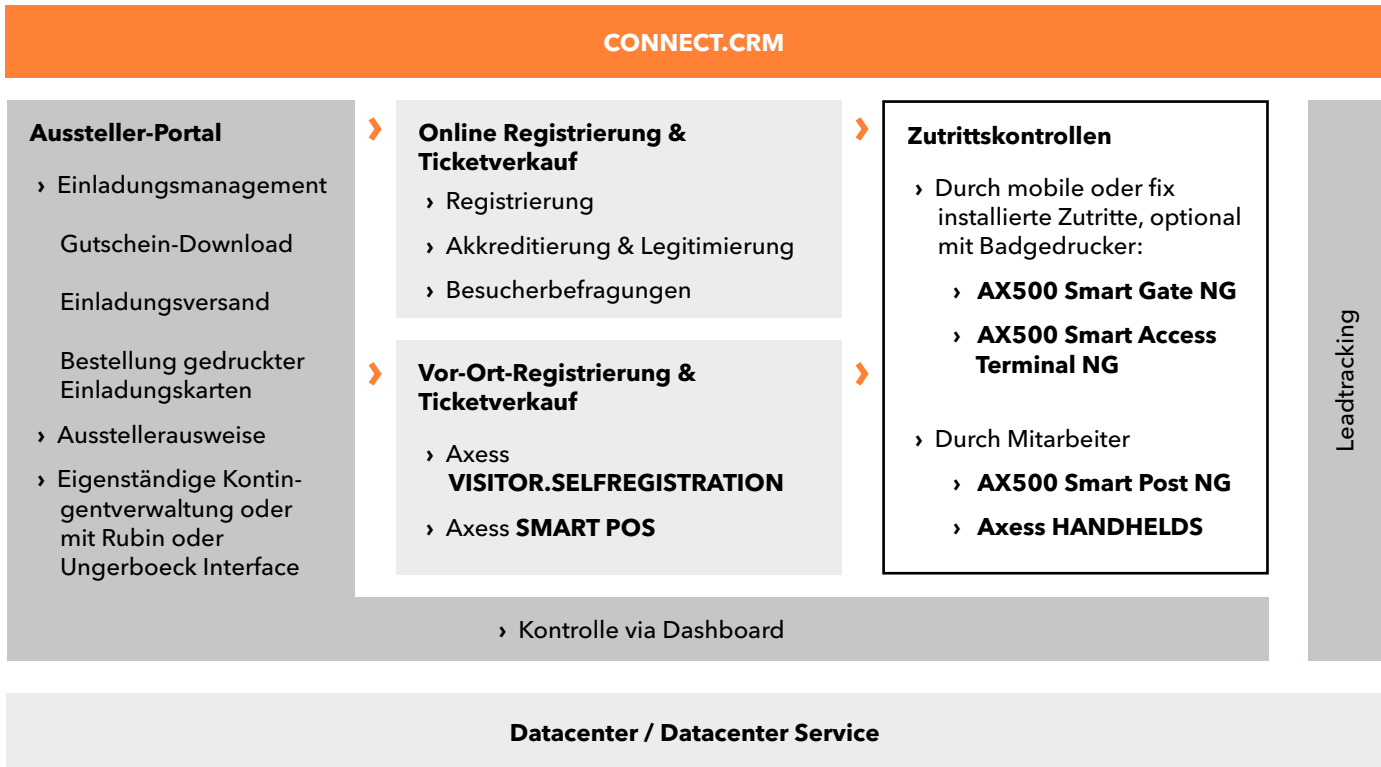 CONNECT.CRM
Aussteller-Portal
› Einladungsmanagement
Gutschein-Download
Einladungsversand
Bestellung gedruckter
Einladungskarten
› Ausstellerausweise
› Eigenständige Kontin-
gentverwaltung oder
mit Rubin oder
Ungerboeck Interface
Online Registrierung &
Ticketverkauf
› Registrierung
› Akkreditierung & Legitimierung
› Besucherbefragungen
Vor-Ort-Registrierung &
Ticketverkauf
› Axess
VISITOR.SELFREGISTRATION
› Axess SMART POS
Zutrittskontrollen
› Durch mobile oder fix
installierte Zutritte, optional
mit Badgedrucker:
› AX500 Smart Gate NG
› AX500 Smart Access
Terminal NG
› Durch Mitarbeiter
› AX500 Smart Post NG
› Axess HANDHELDS
Leadtracking
› Kontrolle via Dashboard
Datacenter / Datacenter Service